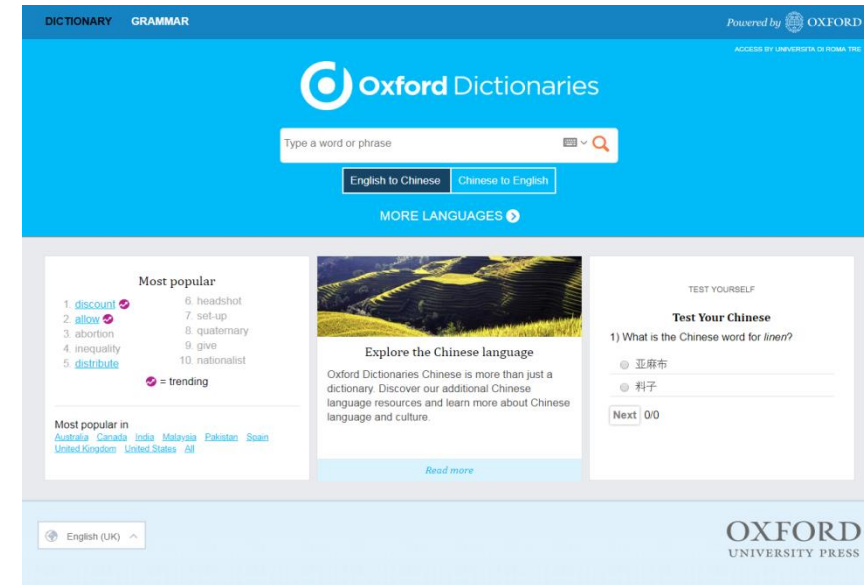 DICTIONARY GRAMMAR
Powered by OXFORD
ACCESS BY UNIVERSITA DI ROMA TRE
Oxford Dictionaries
Type a word or phrase
English to Chinese Chinese to English
MORE LANGUAGES
Most popular
1. discount
2. allow
3. abortion
4. inequality
5. distribute
6. headshot
7. set-up
8. quaternary
9. give
10. nationalist
= trending
Most popular in
Australia Canada India Malaysia Pakistan Spain
United Kingdom United States All
Explore the Chinese language
Oxford Dictionaries Chinese is more than just a
dictionary. Discover our additional Chinese
language resources and learn more about Chinese
language and culture.
Read more
TEST YOURSELF
Test Your Chinese
1) What is the Chinese word for linen?
亚麻布
料子
Next 0/0
English (UK)
OXFORD
UNIVERSITY PRESS